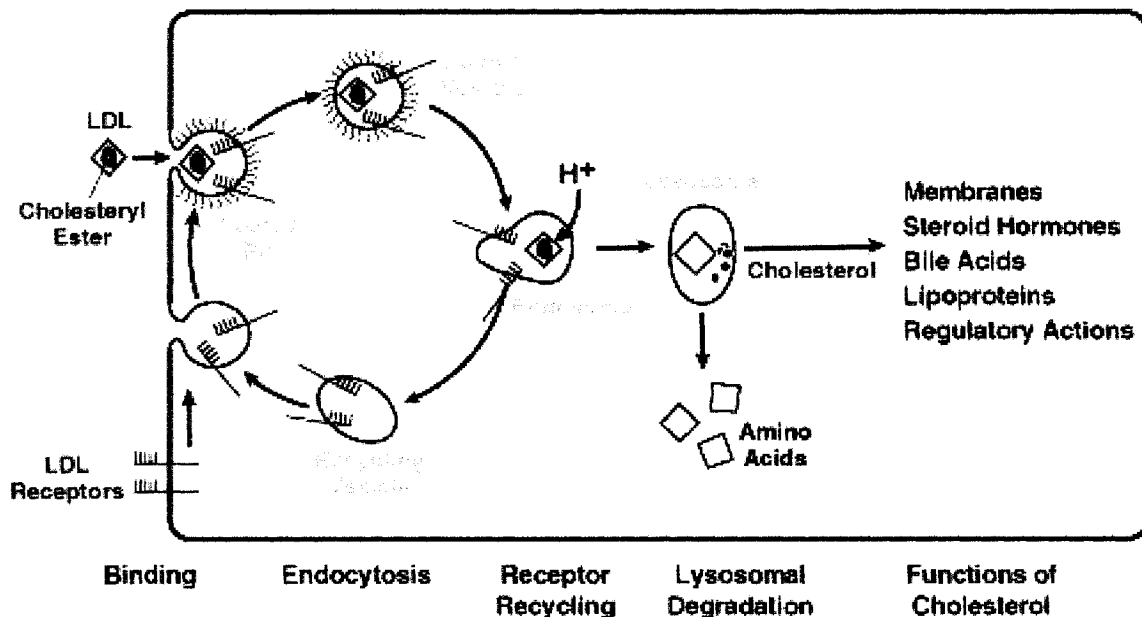 LDL
Cholesteryl
Ester
H+
Membranes
Steroid Hormones
Bile Acids
Lipoproteins
Regulatory Actions
Cholesterol
LDL
Receptors
Amino
Acids
Binding
Endocytosis
Receptor
Recycling
Lysosomal
Degradation
Functions of
Cholesterol